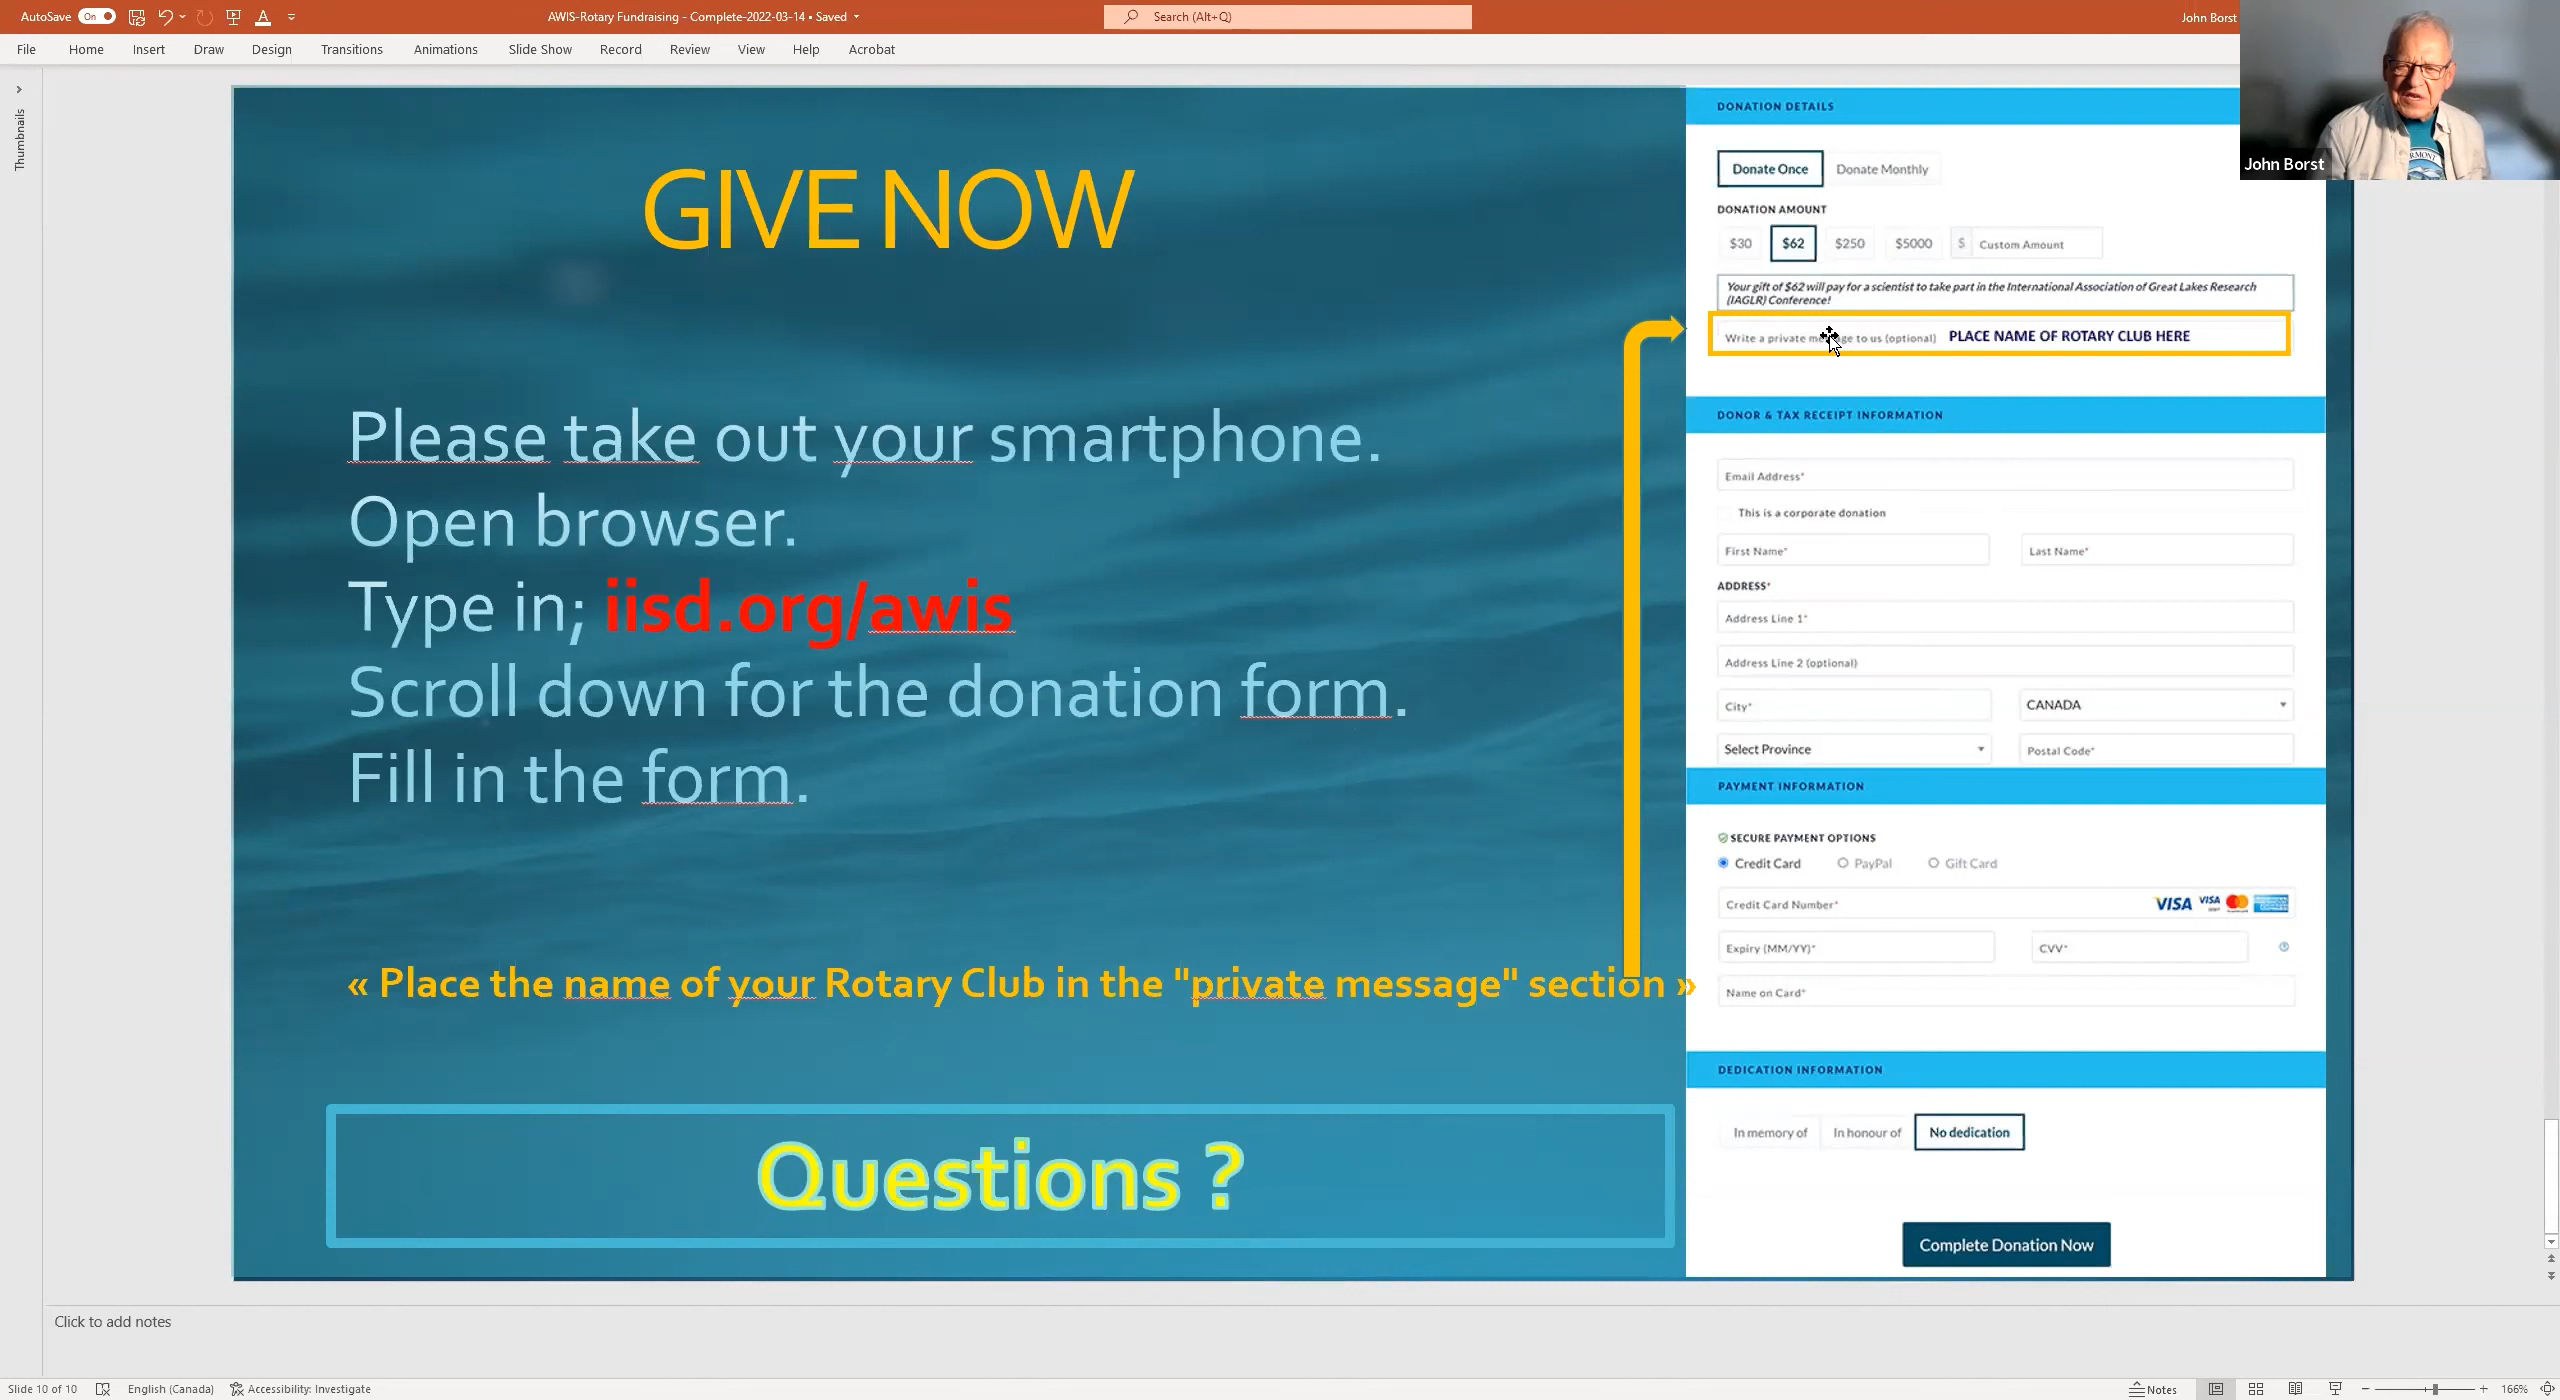 AutoSave On
AWIS-Rotary Fundraising - Complete-2022-03-14 • Saved
Search (Alt+Q)
John Borst
File Home Insert Draw Design Transitions Animations Slide Show Record Review View Help Acrobat
Thumbnails
John Borst
GIVE NOW
Please take out your smartphone.
Open browser.
Type in; iisd.org/awis
Scroll down for the donation form.
Fill in the form.
« Place the name of your Rotary Club in the "private message" section »
Questions ?
DONATION DETAILS
Donate Once Donate Monthly
DONATION AMOUNT
$30 $62 $250 $5000 $ Custom Amount
Your gift of $62 will pay for a scientist to take part in the International Association of Great Lakes Research
(IAGLR) Conference!
Write a private message to us (optional) PLACE NAME OF ROTARY CLUB HERE
DONOR & TAX RECEIPT INFORMATION
Email Address*
This is a corporate donation
First Name* Last Name*
ADDRESS*
Address Line 1*
Address Line 2 (optional)
City* CANADA
Select Province Postal Code*
PAYMENT INFORMATION
SECURE PAYMENT OPTIONS
Credit Card PayPal Gift Card
Credit Card Number* VISA VISA
Expiry (MM/YY)* CVV*
Name on Card*
DEDICATION INFORMATION
In memory of In honour of No dedication
Complete Donation Now
Click to add notes
Slide 10 of 10 English (Canada) Accessibility: Investigate Notes 166%